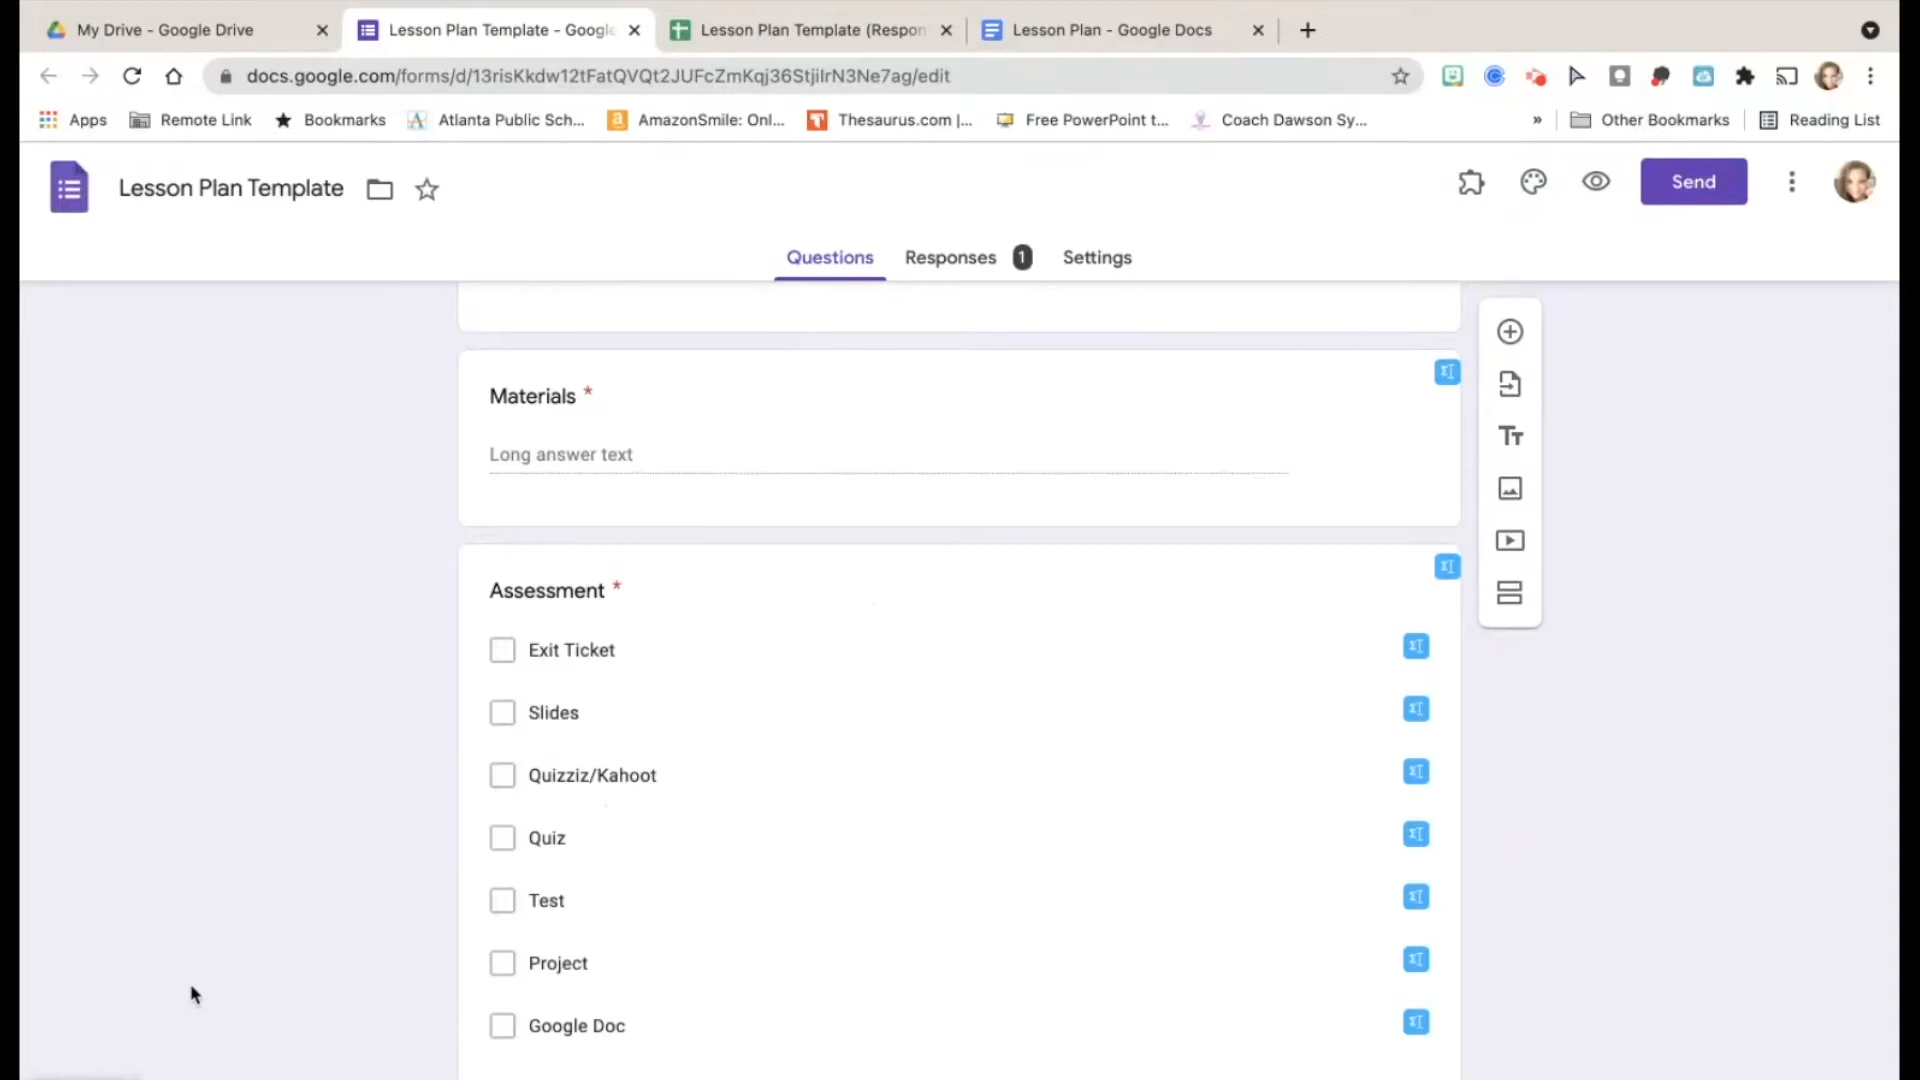 My Drive - Google Drive
Lesson Plan Template - Google
Lesson Plan Template (Respon
Lesson Plan - Google Docs
docs.google.com/forms/d/13risKkdw12tFatQVQt2JUFcZmKqj36StjiIrN3Ne7ag/edit
Apps
Remote Link
Bookmarks
Atlanta Public Sch...
AmazonSmile: Onl...
Thesaurus.com |...
Free PowerPoint t...
Coach Dawson Sy...
»
Other Bookmarks
Reading List
Lesson Plan Template
Send
Questions
Responses 1
Settings
Materials *
Long answer text
Assessment *
Exit Ticket
Slides
Quizziz/Kahoot
Quiz
Test
Project
Google Doc